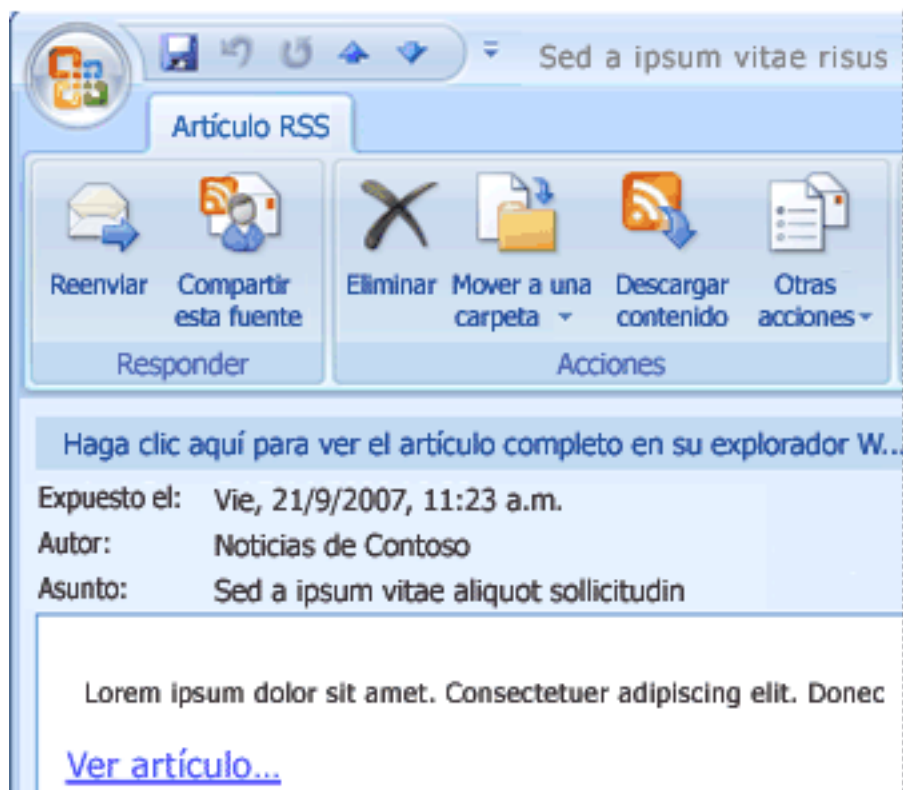 Sed a ipsum vitae risus
Artículo RSS
Reenviar
Compartir
esta fuente
Eliminar
Mover a una
carpeta
Descargar
contenido
Otras
acciones
Responder
Acciones
Haga clic aquí para ver el artículo completo en su explorador W...
Expuesto el: Vie, 21/9/2007, 11:23 a.m.
Autor: Noticias de Contoso
Asunto: Sed a ipsum vitae aliquot sollicitudin
Lorem ipsum dolor sit amet. Consectetuer adipiscing elit. Donec
Ver artículo...